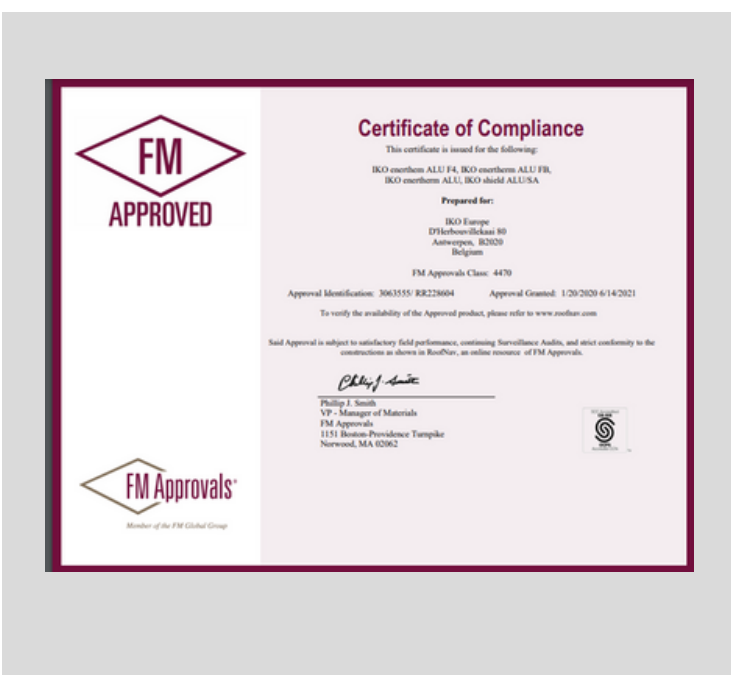 FM
APPROVED
Certificate of Compliance
This certificate is issued for the following:
IKO enerthem ALU F4, IKO enertherm ALU FB,
IKO enertherm ALU, IKO shield ALU/SA
Prepared for:
IKO Europe
D'Herbouvillekaai 80
Antwerpen, B2020
Belgium
FM Approvals Class: 4470
Approval Identification: 3063555/ RR228604 Approval Granted: 1/20/2020 6/14/2021
To verify the availability of the Approved product, please refer to www.roofnav.com
Said Approval is subject to satisfactory field performance, continuing Surveillance Audits, and strict conformity to the
constructions as shown in RoofNav, an online resource of FM Approvals.
Phillip J. Smith
Phillip J. Smith
VP - Manager of Materials
FM Approvals
1151 Boston-Providence Turnpike
Norwood, MA 02062
FM Approvals
Member of the FM Global Group